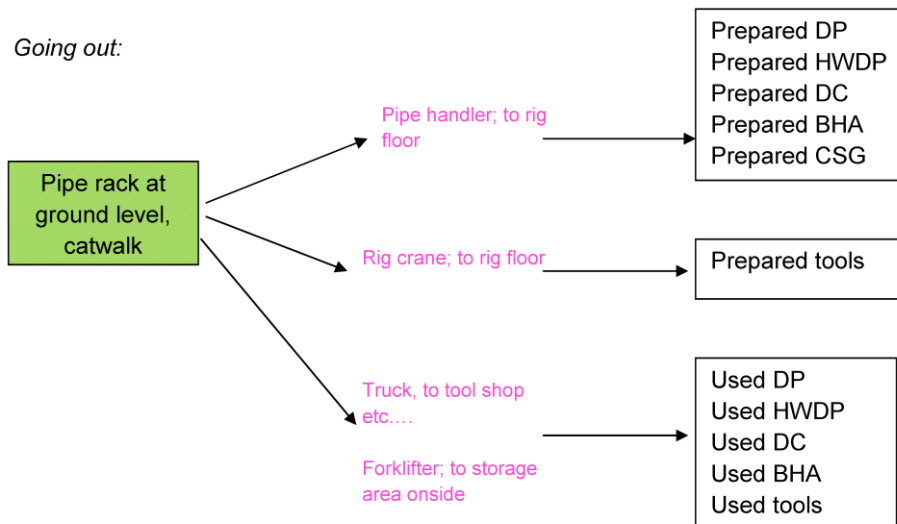 Going out:
Pipe rack at
ground level,
catwalk
Pipe handler; to rig
floor
Prepared DP
Prepared HWDP
Prepared DC
Prepared BHA
Prepared CSG
Rig crane; to rig floor
Prepared tools
Truck, to tool shop
etc….
Forklifter; to storage
area onside
Used DP
Used HWDP
Used DC
Used BHA
Used tools